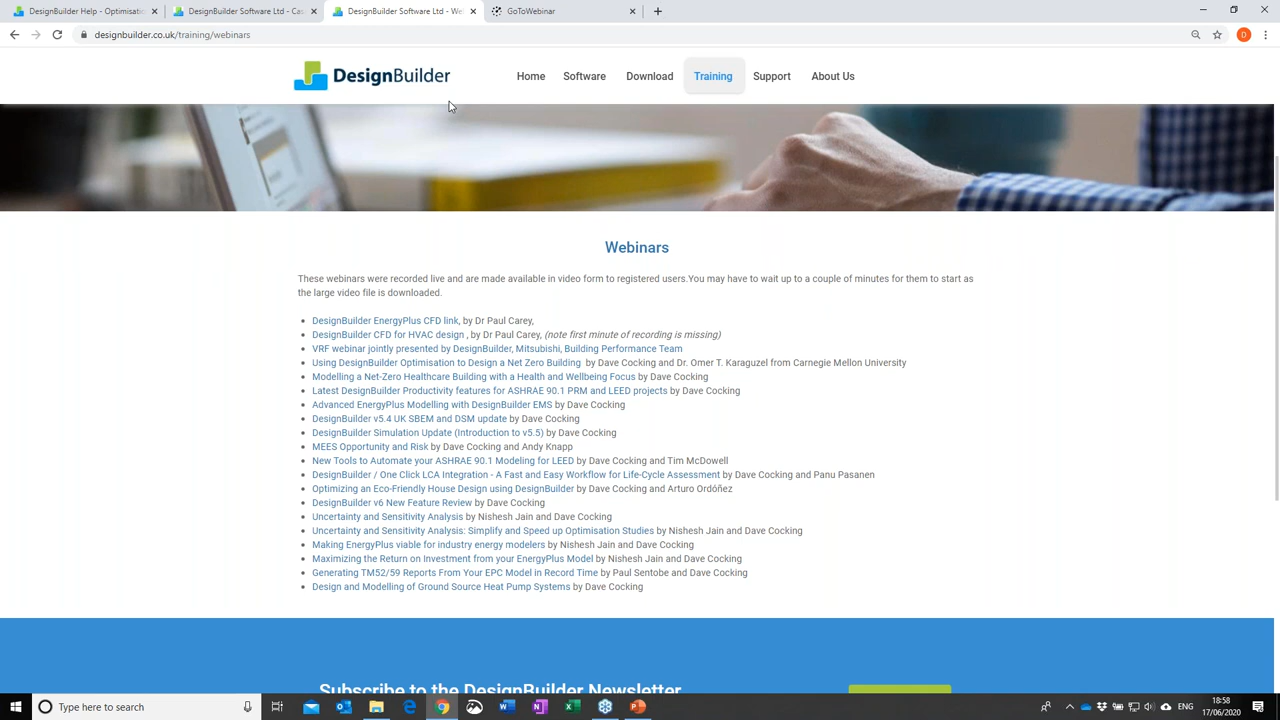 DesignBuilder Help - Optimisation
DesignBuilder Software Ltd - Cas
DesignBuilder Software Ltd - We
GoToWebinar
designbuilder.co.uk/training/webinars
D
DesignBuilder
Home
Software
Download
Training
Support
About Us
Webinars
These webinars were recorded live and are made available in video form to registered users.You may have to wait up to a couple of minutes for them to start as
the large video file is downloaded.
DesignBuilder EnergyPlus CFD link, by Dr Paul Carey,
DesignBuilder CFD for HVAC design , by Dr Paul Carey, (note first minute of recording is missing)
VRF webinar jointly presented by DesignBuilder, Mitsubishi, Building Performance Team
Using DesignBuilder Optimisation to Design a Net Zero Building by Dave Cocking and Dr. Omer T. Karaguzel from Carnegie Mellon University
Modelling a Net-Zero Healthcare Building with a Health and Wellbeing Focus by Dave Cocking
Latest DesignBuilder Productivity features for ASHRAE 90.1 PRM and LEED projects by Dave Cocking
Advanced EnergyPlus Modelling with DesignBuilder EMS by Dave Cocking
DesignBuilder v5.4 UK SBEM and DSM update by Dave Cocking
DesignBuilder Simulation Update (Introduction to v5.5) by Dave Cocking
MEES Opportunity and Risk by Dave Cocking and Andy Knapp
New Tools to Automate your ASHRAE 90.1 Modeling for LEED by Dave Cocking and Tim McDowell
DesignBuilder / One Click LCA Integration - A Fast and Easy Workflow for Life-Cycle Assessment by Dave Cocking and Panu Pasanen
Optimizing an Eco-Friendly House Design using DesignBuilder by Dave Cocking and Arturo Ordóñez
DesignBuilder v6 New Feature Review by Dave Cocking
Uncertainty and Sensitivity Analysis by Nishesh Jain and Dave Cocking
Uncertainty and Sensitivity Analysis: Simplify and Speed up Optimisation Studies by Nishesh Jain and Dave Cocking
Making EnergyPlus viable for industry energy modelers by Nishesh Jain and Dave Cocking
Maximizing the Return on Investment from your EnergyPlus Model by Nishesh Jain and Dave Cocking
Generating TM52/59 Reports From Your EPC Model in Record Time by Paul Sentobe and Dave Cocking
Design and Modelling of Ground Source Heat Pump Systems by Dave Cocking
Subscribe to the DesignBuilder Newsletter
Type here to search
ENG
18:58
17/06/2020